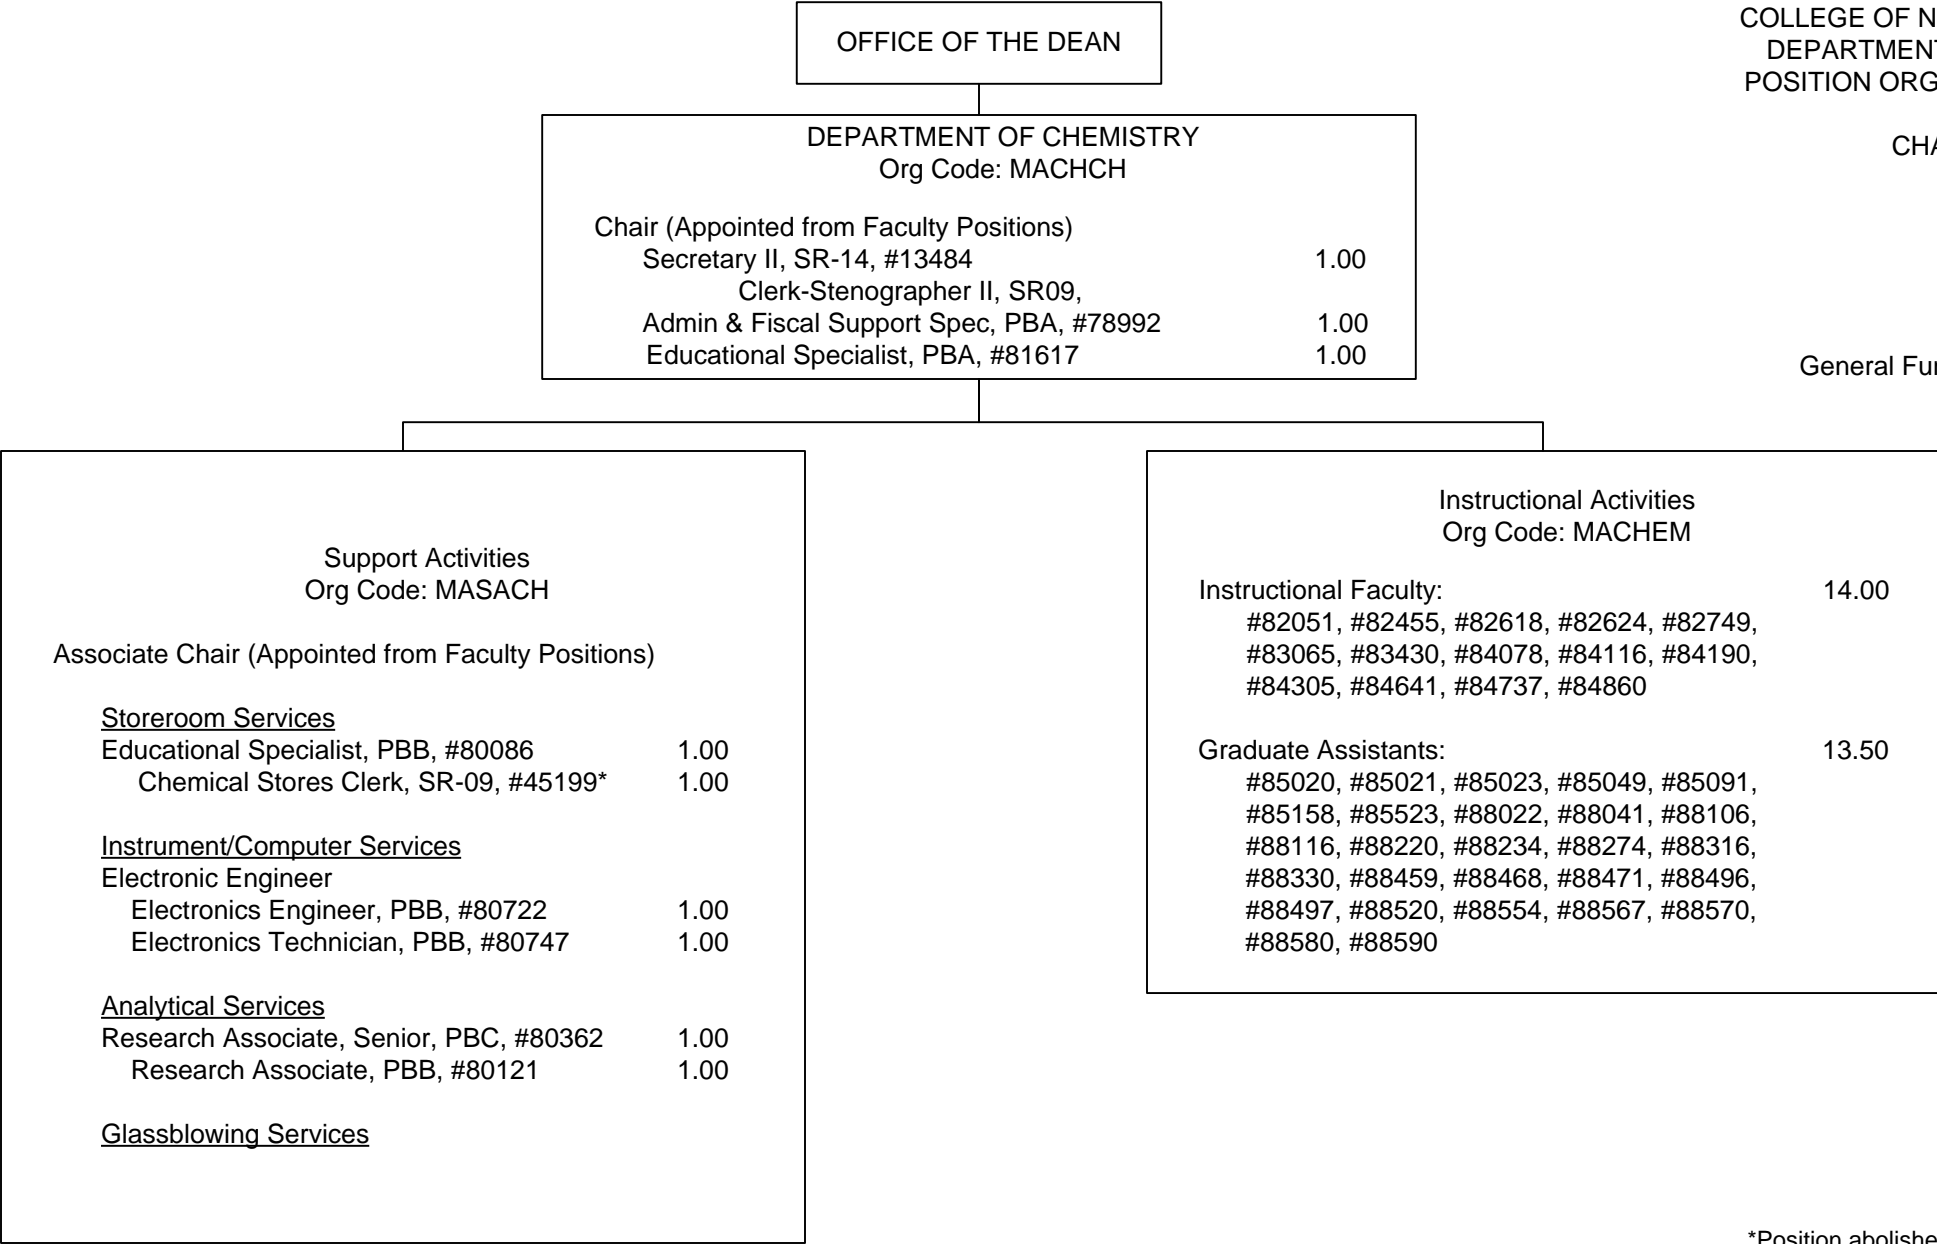 OFFICE OF THE DEAN
COLLEGE OF
POSITION
DEPARTMENT OF CHEMISTRY
Org Code: MACHCH
Chair (Appointed from Faculty Positions)
Secretary II, SR-14, #13484 1.00
Clerk-Stenographer II, SR09,
Admin & Fiscal Support Spec, PBA, #78992 1.00
Educational Specialist, PBA, #81617 1.00
General
Support Activities
Org Code: MASACH
Associate Chair (Appointed from Faculty Positions)
Storeroom Services
Educational Specialist, PBB, #80086 1.00
Chemical Stores Clerk, SR-09, #45199* 1.00
Instrument/Computer Services
Electronic Engineer
Electronics Engineer, PBB, #80722 1.00
Electronics Technician, PBB, #80747 1.00
Analytical Services
Research Associate, Senior, PBC, #80362 1.00
Research Associate, PBB, #80121 1.00
Glassblowing Services
Instructional Activities
Org Code: MACHEM
Instructional Faculty: 14.00
#82051, #82455, #82618, #82624, #82749,
#83065, #83430, #84078, #84116, #84190,
#84305, #84641, #84737, #84860
Graduate Assistants: 13.50
#85020, #85021, #85023, #85049, #85091,
#85158, #85523, #88022, #88041, #88106,
#88116, #88220, #88234, #88274, #88316,
#88330, #88459, #88468, #88471, #88496,
#88497, #88520, #88554, #88567, #88570,
#88580, #88590
*Position